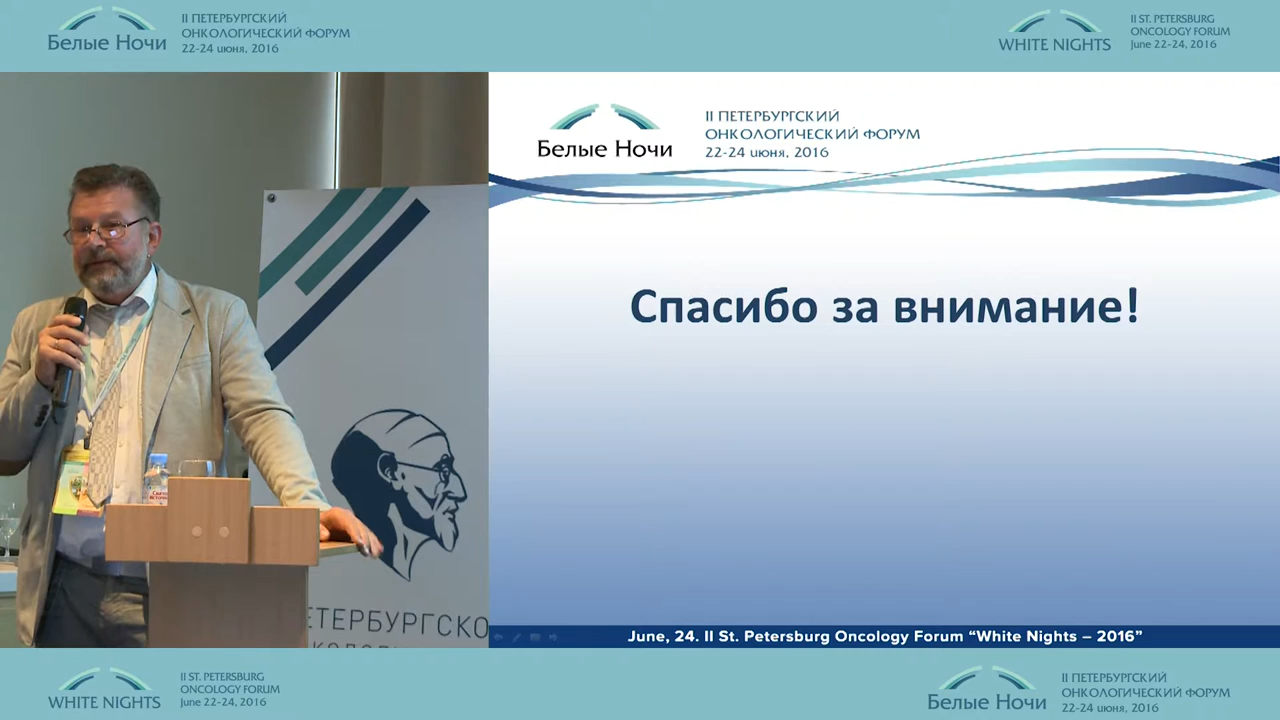 Белые Ночи
II ПЕТЕРБУРГСКИЙ
ОНКОЛОГИЧЕСКИЙ ФОРУМ
22-24 июня, 2016
WHITE NIGHTS
II ST. PETERSBURG
ONCOLOGY FORUM
June 22-24, 2016
Белые Ночи
II ПЕТЕРБУРГСКИЙ
ОНКОЛОГИЧЕСКИЙ ФОРУМ
22-24 июня, 2016
Спасибо за внимание!
ЕТЕРБУРГСКО
June, 24. II St. Petersburg Oncology Forum “White Nights – 2016”
WHITE NIGHTS
II ST. PETERSBURG
ONCOLOGY FORUM
June 22-24, 2016
Белые Ночи
II ПЕТЕРБУРГСКИЙ
ОНКОЛОГИЧЕСКИЙ ФОРУМ
22-24 июня, 2016